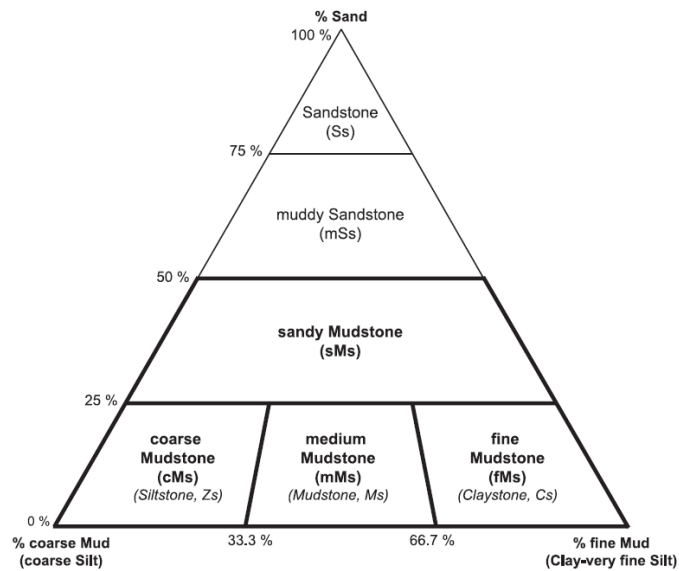 % Sand
100 %
Sandstone
(Ss)
75 %
muddy Sandstone
(mSs)
50 %
sandy Mudstone
(sMs)
25 %
coarse
Mudstone
(cMs)
(Siltstone, Zs)
medium
Mudstone
(mMs)
(Mudstone, Ms)
fine
Mudstone
(fMs)
(Claystone, Cs)
0 %
% coarse Mud
(coarse Silt)
33.3 %
66.7 %
% fine Mud
(Clay-very fine Silt)